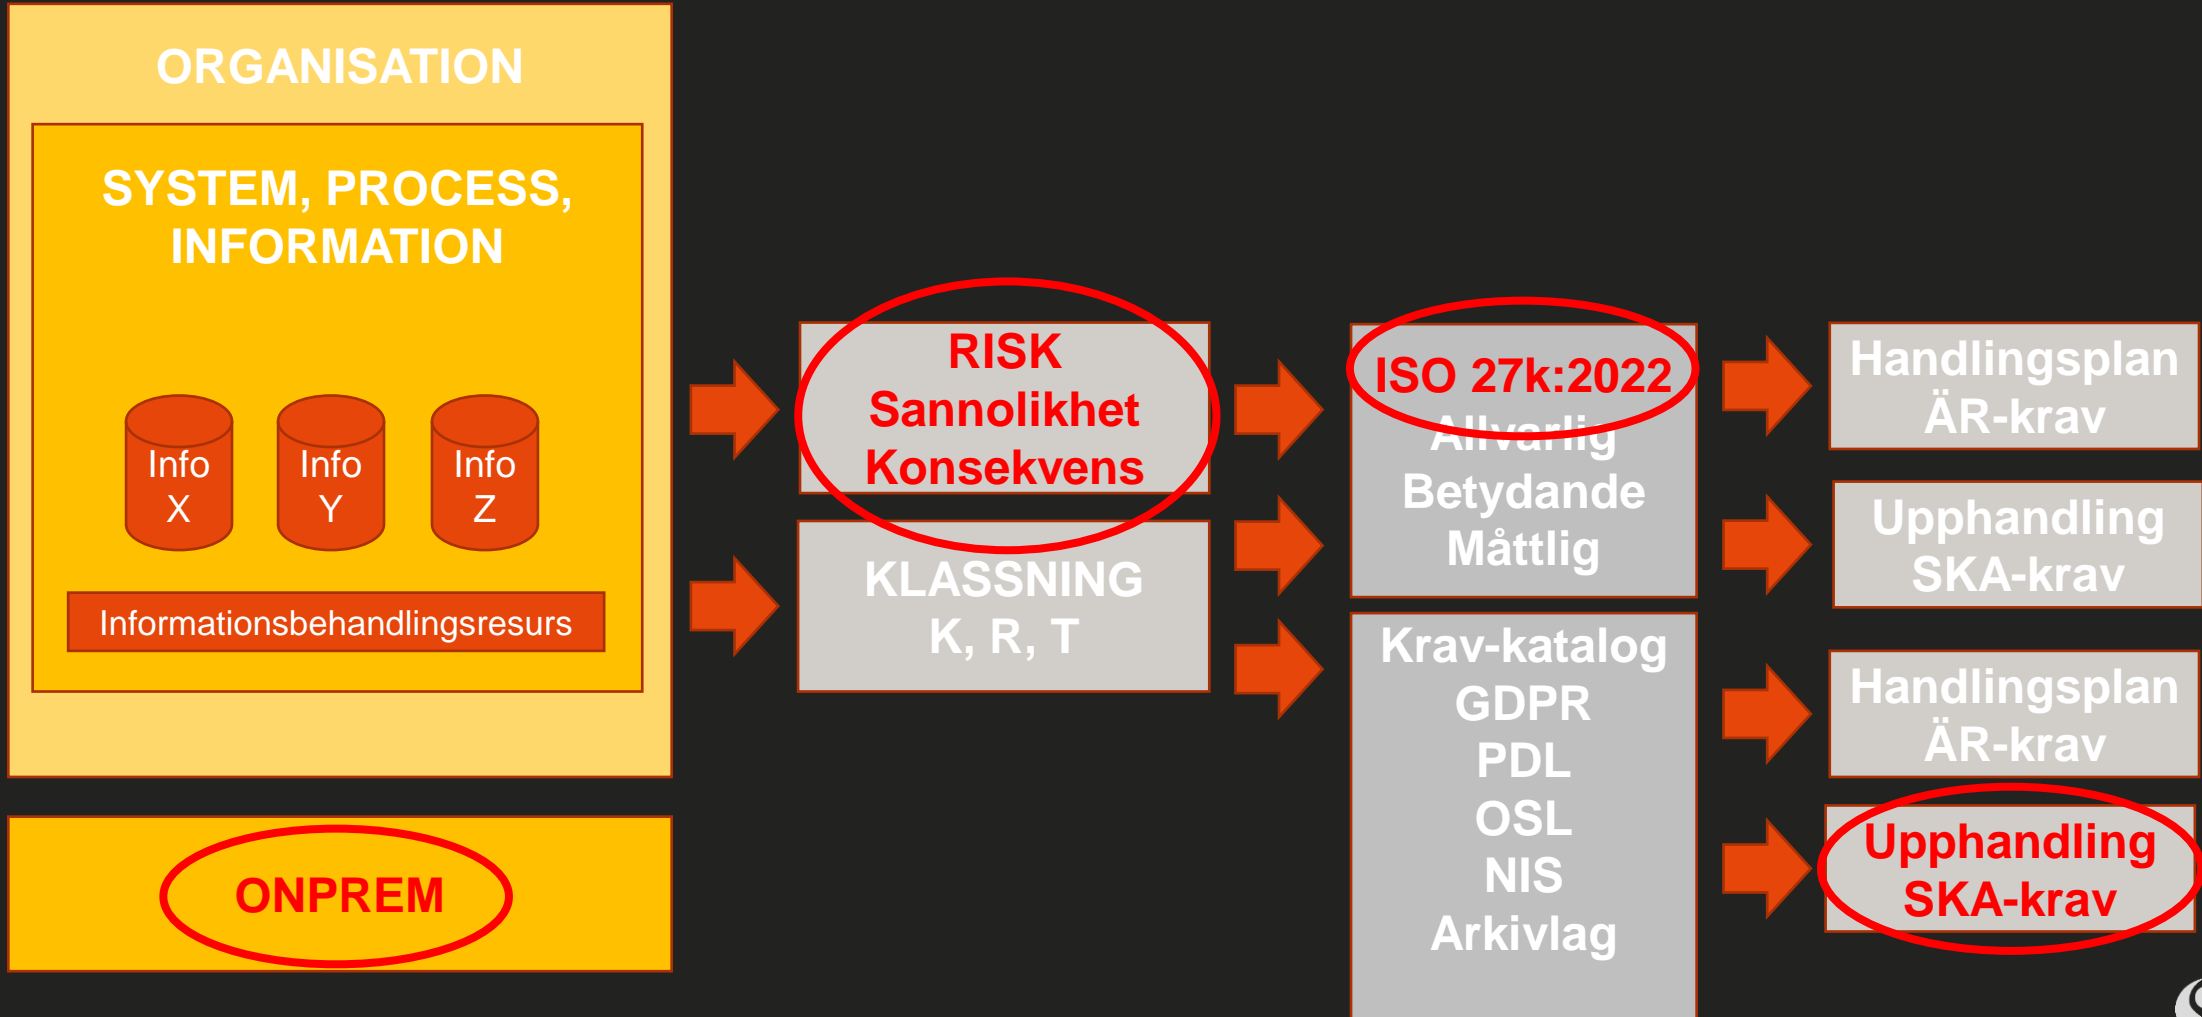 ORGANISATION
SYSTEM, PROCESS,
INFORMATION
Info
X
Info
Y
Info
Z
Informationsbehandlingsresurs
ONPREM
RISK
Sannolikhet
Konsekvens
KLASSNING
K, R, T
ISO 27k:2022
Allvarlig
Betydande
Måttlig
Krav-katalog
GDPR
PDL
OSL
NIS
Arkivlag
Handlingsplan
ÄR-krav
Upphandling
SKA-krav
Handlingsplan
ÄR-krav
Upphandling
SKA-krav